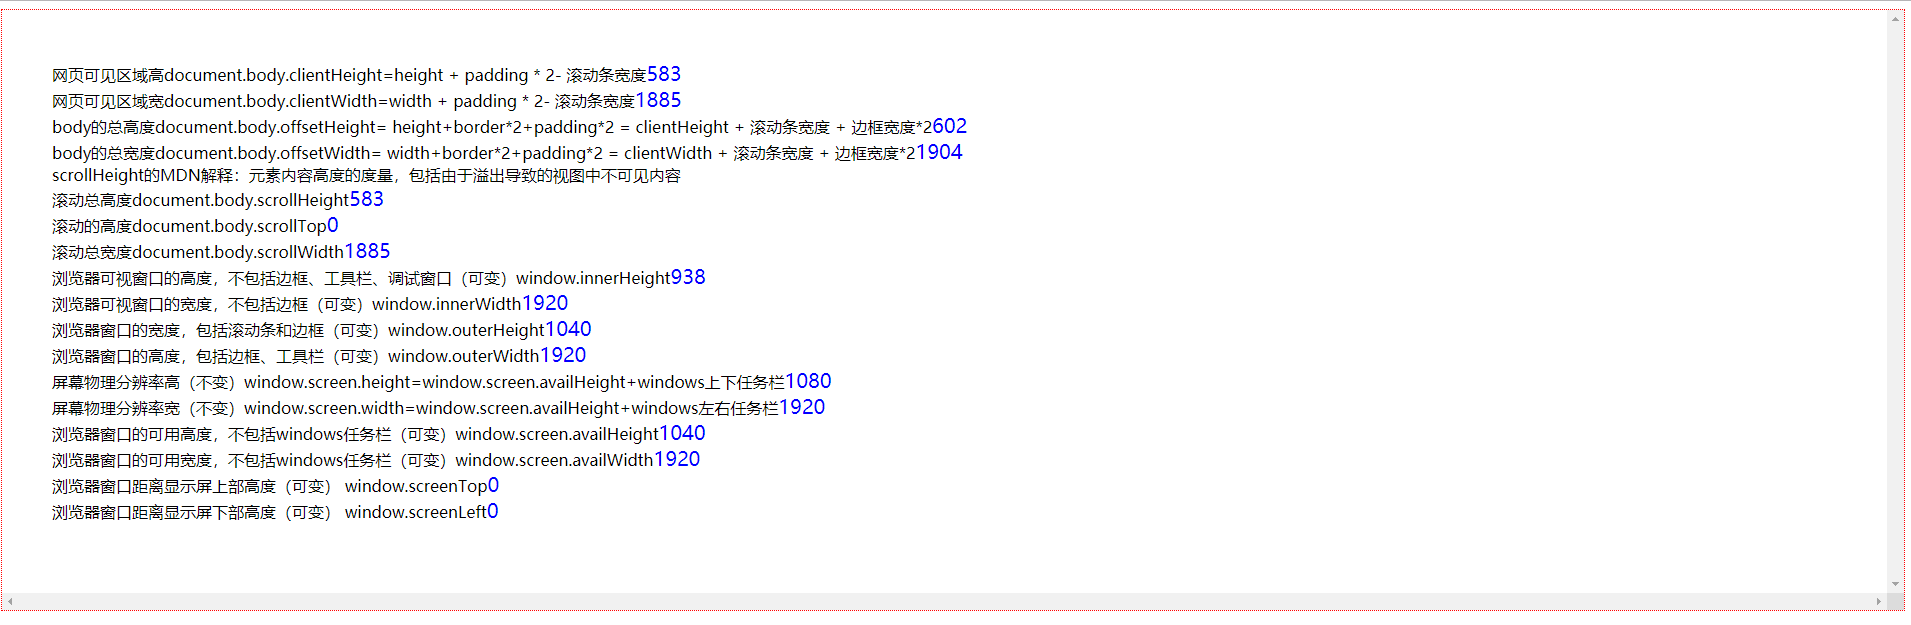 网页可见区域高document.body.clientHeight=height + padding * 2- 滚动条宽度583
网页可见区域宽document.body.clientWidth=width + padding * 2- 滚动条宽度1885
body的总高度document.body.offsetHeight= height+border*2+padding*2 = clientHeight + 滚动条宽度 + 边框宽度*2602
body的总宽度document.body.offsetWidth= width+border*2+padding*2 = clientWidth + 滚动条宽度 + 边框宽度*21904
scrollHeight的MDN解释：元素内容高度的度量，包括由于溢出导致的视图中不可见内容
滚动总高度document.body.scrollHeight583
滚动的高度document.body.scrollTop0
滚动总宽度document.body.scrollWidth1885
浏览器可视窗口的高度，不包括边框、工具栏、调试窗口（可变）window.innerHeight938
浏览器可视窗口的宽度，不包括边框（可变）window.innerWidth1920
浏览器窗口的宽度，包括滚动条和边框（可变）window.outerHeight1040
浏览器窗口的高度，包括边框、工具栏（可变）window.outerWidth1920
屏幕物理分辨率高（不变）window.screen.height=window.screen.availHeight+windows上下任务栏1080
屏幕物理分辨率宽（不变）window.screen.width=window.screen.availHeight+windows左右任务栏1920
浏览器窗口的可用高度，不包括windows任务栏（可变）window.screen.availHeight1040
浏览器窗口的可用宽度，不包括windows任务栏（可变）window.screen.availWidth1920
浏览器窗口距离显示屏上部高度（可变） window.screenTop0
浏览器窗口距离显示屏下部高度（可变） window.screenLeft0